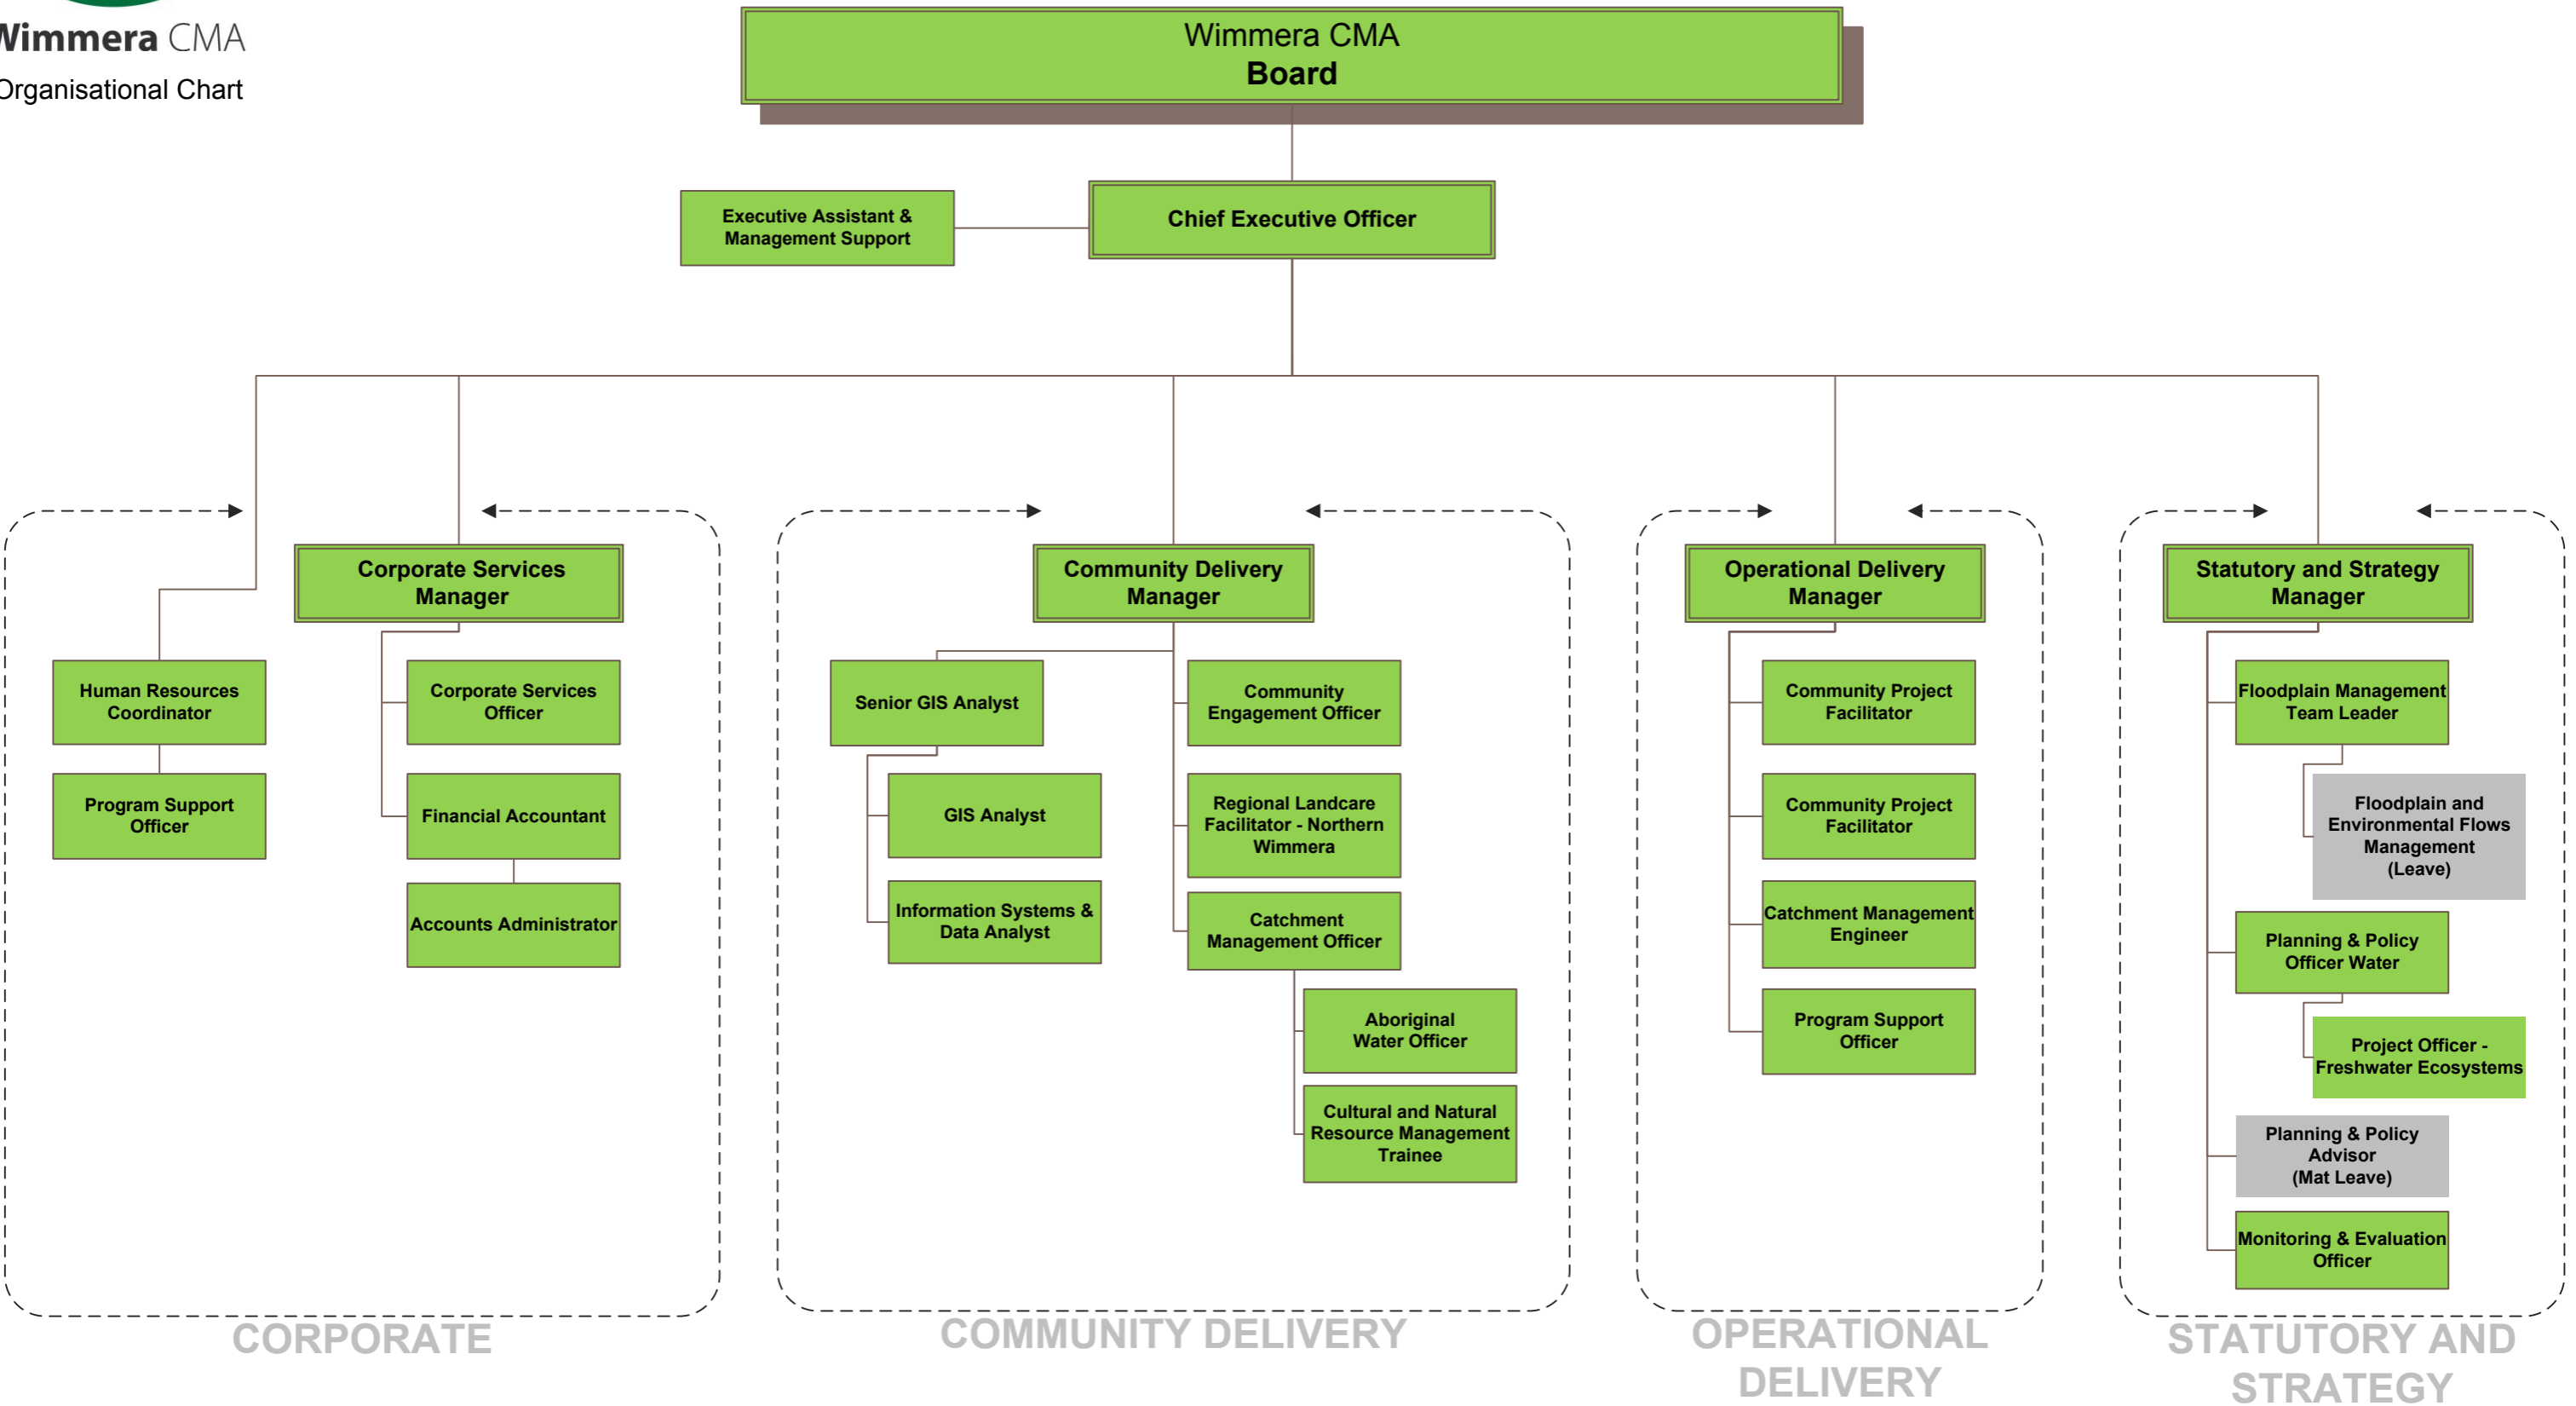 Wimmera CMA
Organisational Chart
Wimmera CMA
Board
Executive Assistant &
Management Support
Chief Executive Officer
Corporate Services
Manager
Human Resources
Coordinator
Program Support
Officer
Corporate Services
Officer
Financial Accountant
Accounts Administrator
CORPORATE
Community Delivery
Manager
Senior GIS Analyst
GIS Analyst
Information Systems &
Data Analyst
Community
Engagement Officer
Regional Landcare
Facilitator - Northern
Wimmera
Catchment
Management Officer
Aboriginal
Water Officer
Cultural and Natural
Resource Management
Trainee
COMMUNITY DELIVERY
Operational Delivery
Manager
Community Project
Facilitator
Community Project
Facilitator
Catchment Management
Engineer
Program Support
Officer
OPERATIONAL
DELIVERY
Statutory and Strategy
Manager
Floodplain Management
Team Leader
Floodplain and
Environmental Flows
Management
(Leave)
Planning & Policy
Officer Water
Project Officer -
Freshwater Ecosystems
Planning & Policy
Advisor
(Mat Leave)
Monitoring & Evaluation
Officer
STATUTORY AND
STRATEGY